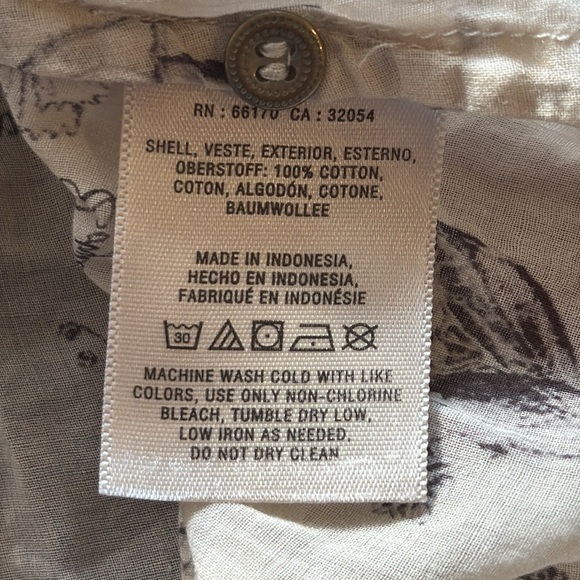 RN : 66170 CA : 32054
SHELL, VESTE, EXTERIOR, ESTERNO,
OBERSTOFF: 100% COTTON,
COTON, ALGODÓN, COTONE,
BAUMWOLLEE
MADE IN INDONESIA,
HECHO EN INDONESIA,
FABRIQUÉ EN INDONÉSIE
30
MACHINE WASH COLD WITH LIKE
COLORS, USE ONLY NON-CHLORINE
BLEACH, TUMBLE DRY LOW,
LOW IRON AS NEEDED,
DO NOT DRY CLEAN